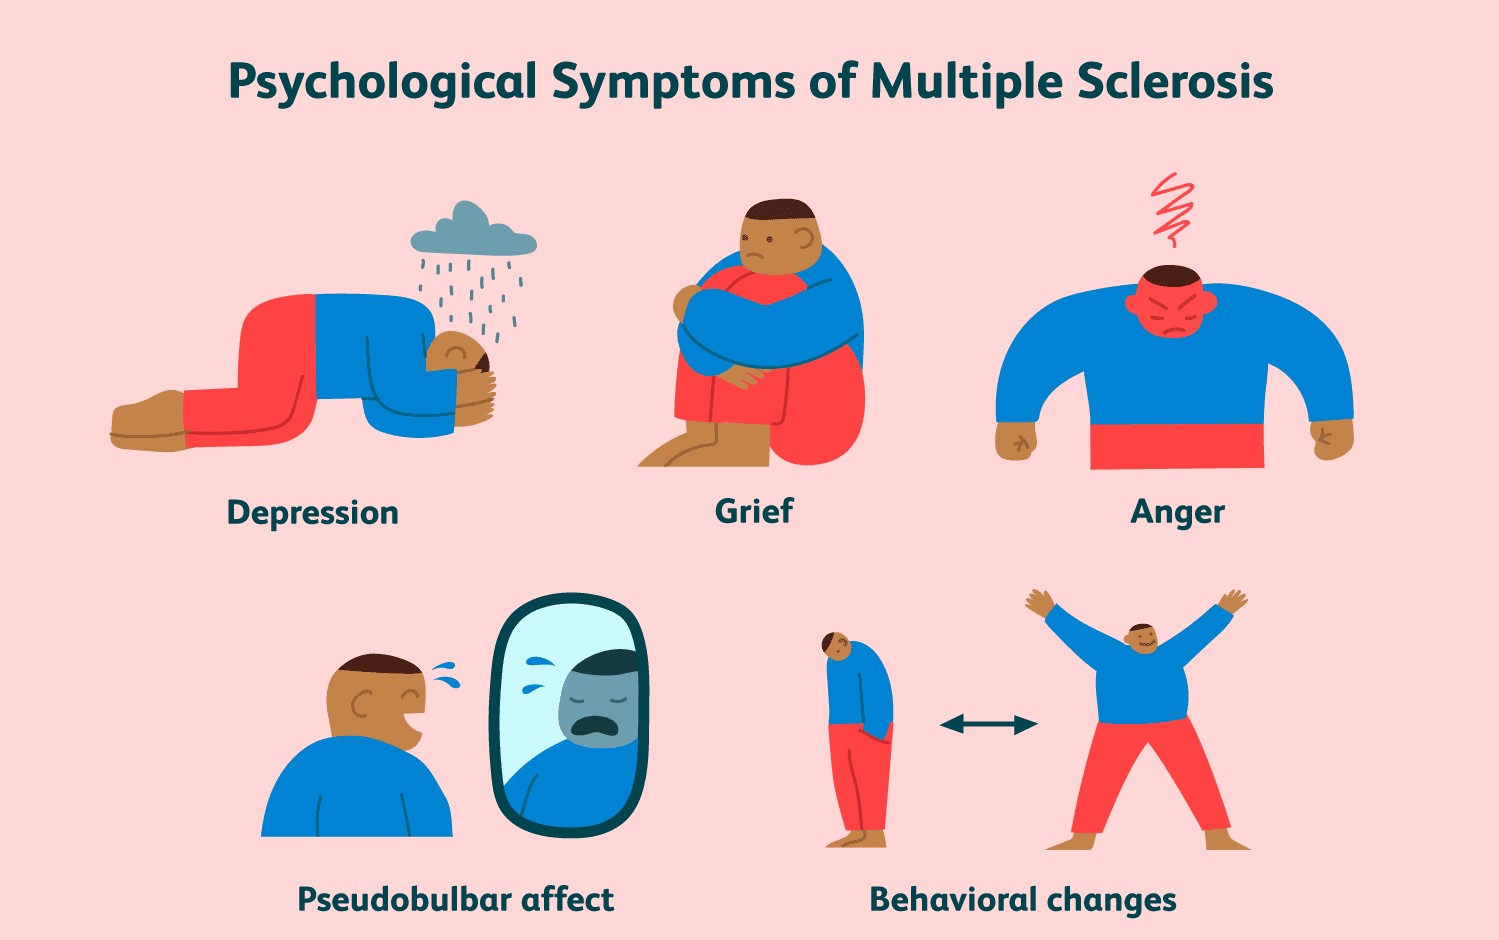 Psychological Symptoms of Multiple Sclerosis
Depression
Grief
Anger
Pseudobulbar affect
Behavioral changes